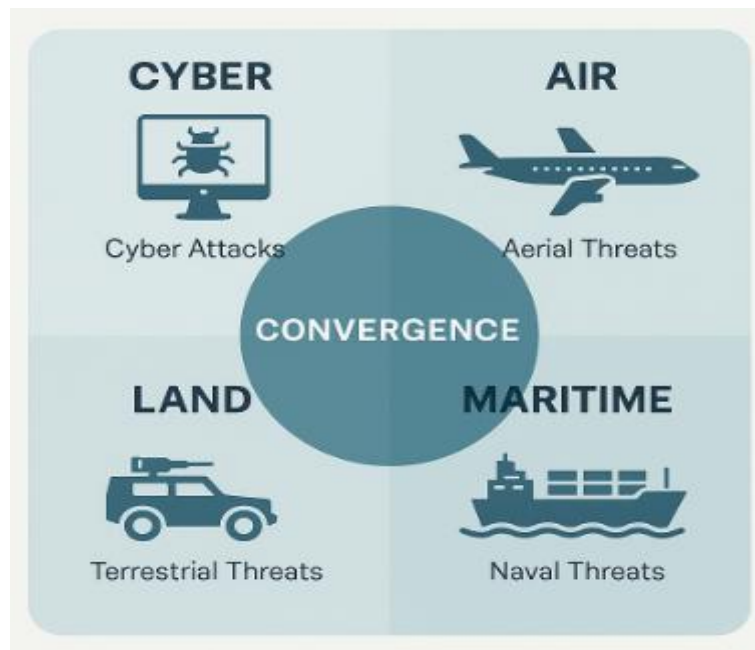 CYBER
AIR
Cyber Attacks
Aerial Threats
CONVERGENCE
LAND
MARITIME
Terrestrial Threats
Naval Threats